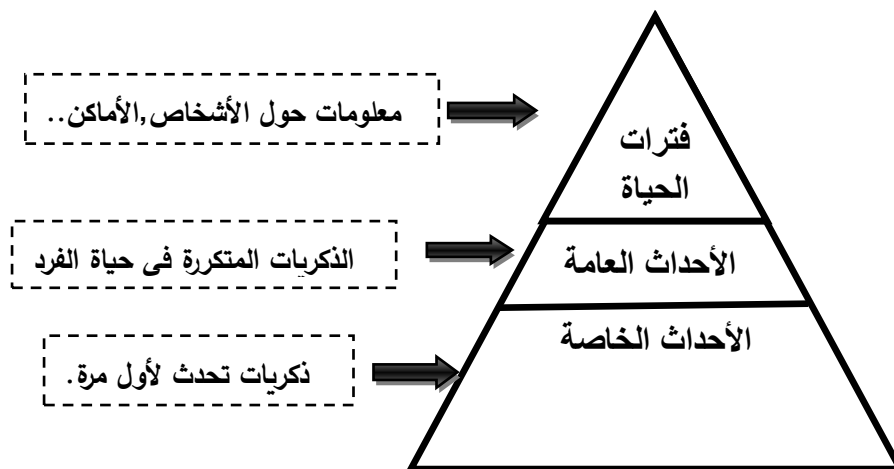 معلومات حول الأشخاص,الأماكن..
فترات
الحياة
الذكريات المتكررة فى حياة الفرد
الأحداث العامة
ذكريات تحدث لأول مرة.
الأحداث الخاصة